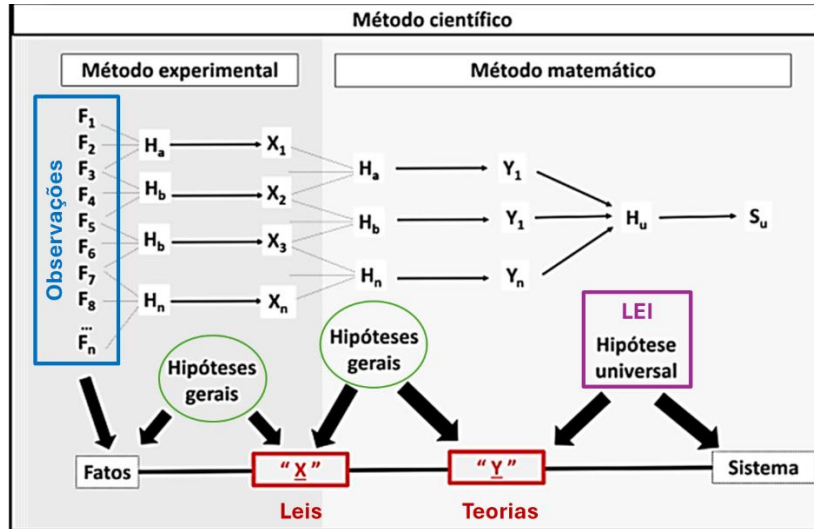 Método científico
Método experimental
Método matemático
Observações
F1
F2
F3
F4
F5
F6
F7
F8
...
Fn
Ha
Hb
Hb
Hn
X1
X2
X3
Xn
Ha
Hb
Hn
Y1
Y1
Yn
Hu
Su
Hipóteses
gerais
Hipóteses
gerais
LEI
Hipótese
universal
Fatos
" X "
" Y "
Sistema
Leis
Teorias